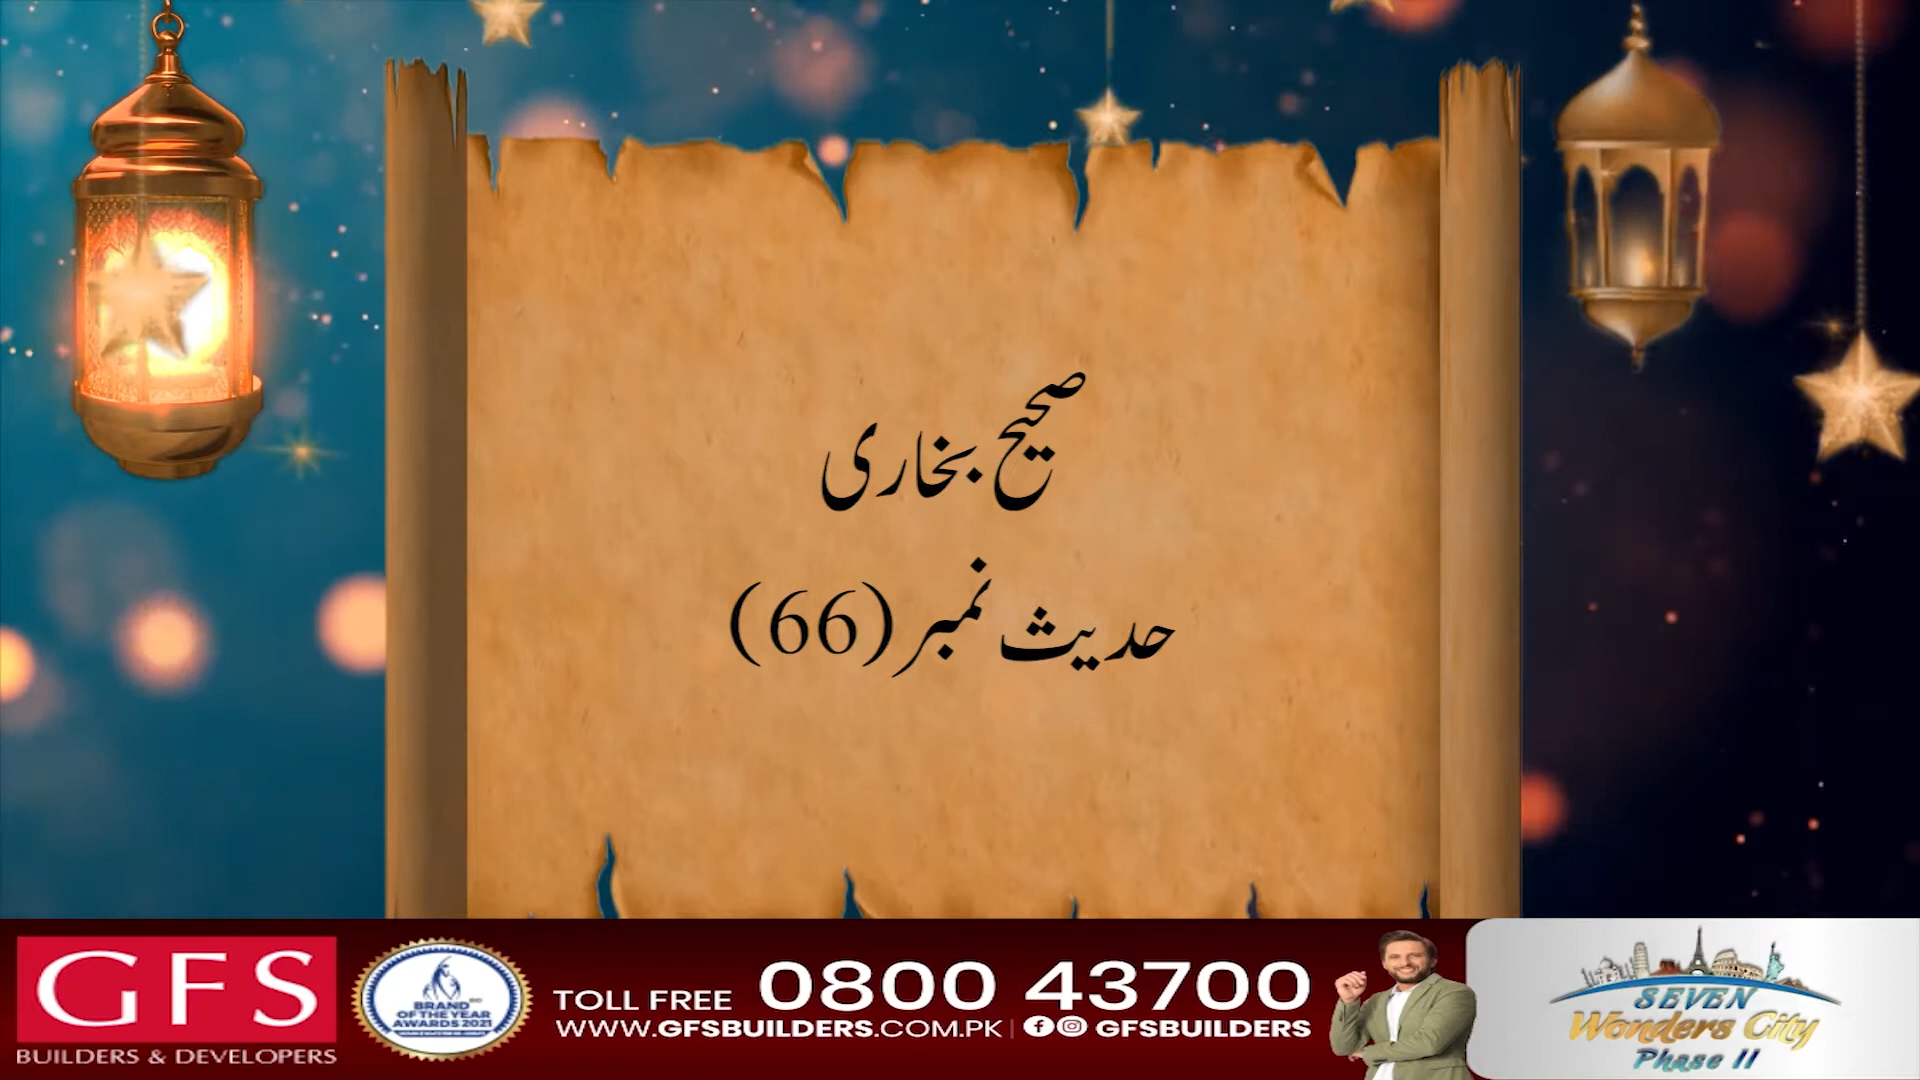 صحیح بخاری
حدیث نمبر (66)
GFS
BUILDERS & DEVELOPERS
BRAND
OF THE YEAR
AWARDS 2021
TOLL FREE 0800 43700
WWW.GFSBUILDERS.COM.PK | GFSBUILDERS
SEVEN
Wonders City
Phase II